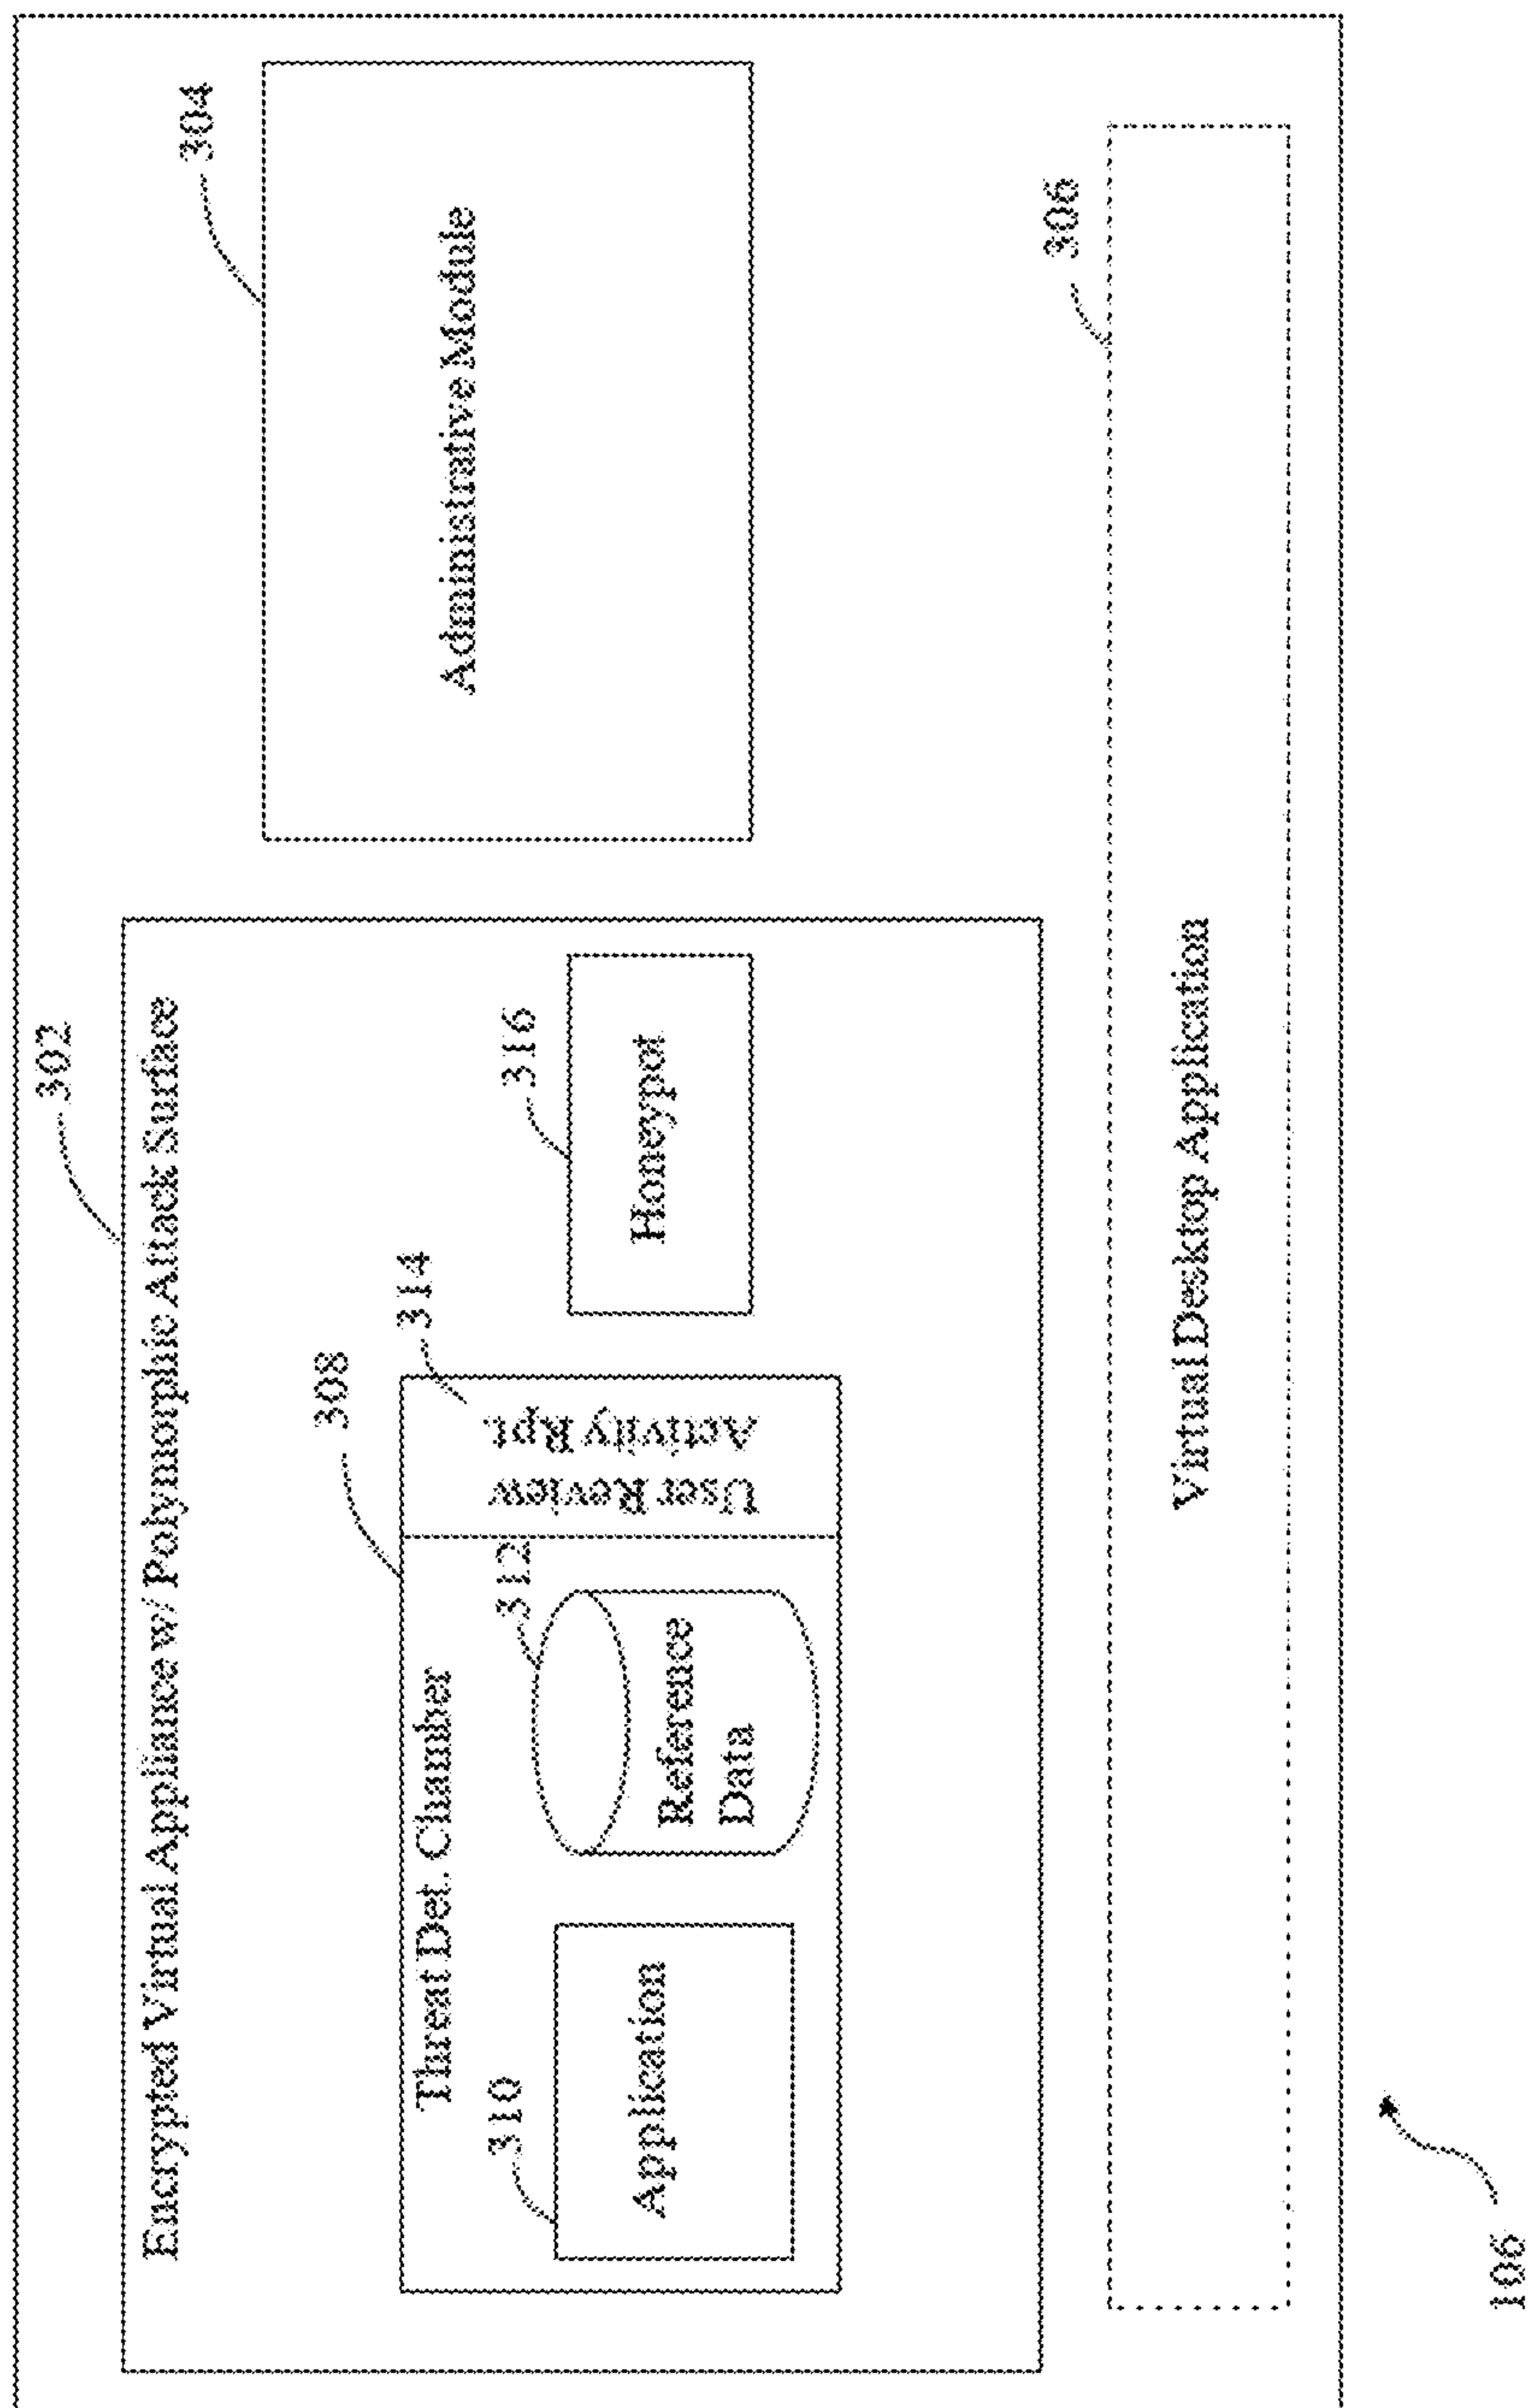 302
Encrypted Virtual Appliance w/ Polymorphic Attack Surface
304
Administrative Module
308
Threat Det. Chamber
310
Application
312
Reference
Data
314
User Review
Activity Rpt.
316
Honeypot
306
Virtual Desktop Application
106